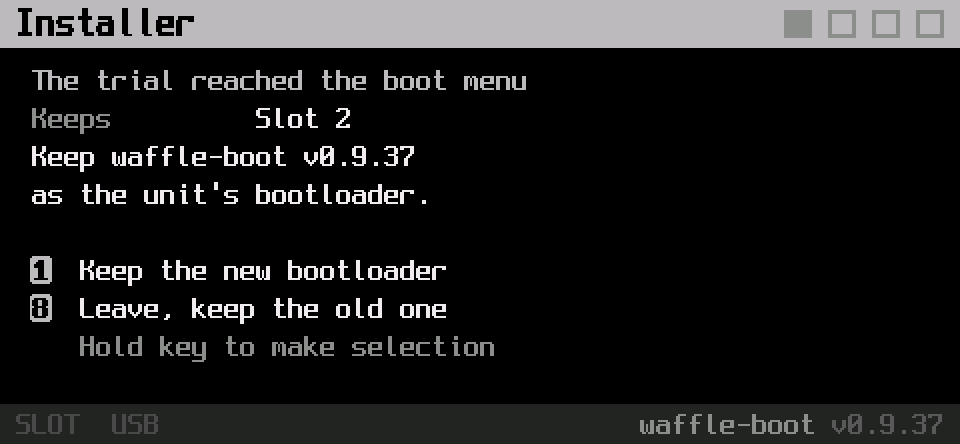 Installer
The trial reached the boot menu
Keeps Slot 2
Keep waffle-boot v0.9.37
as the unit's bootloader.
1 Keep the new bootloader
8 Leave, keep the old one
Hold key to make selection
SLOT USB waffle-boot v0.9.37